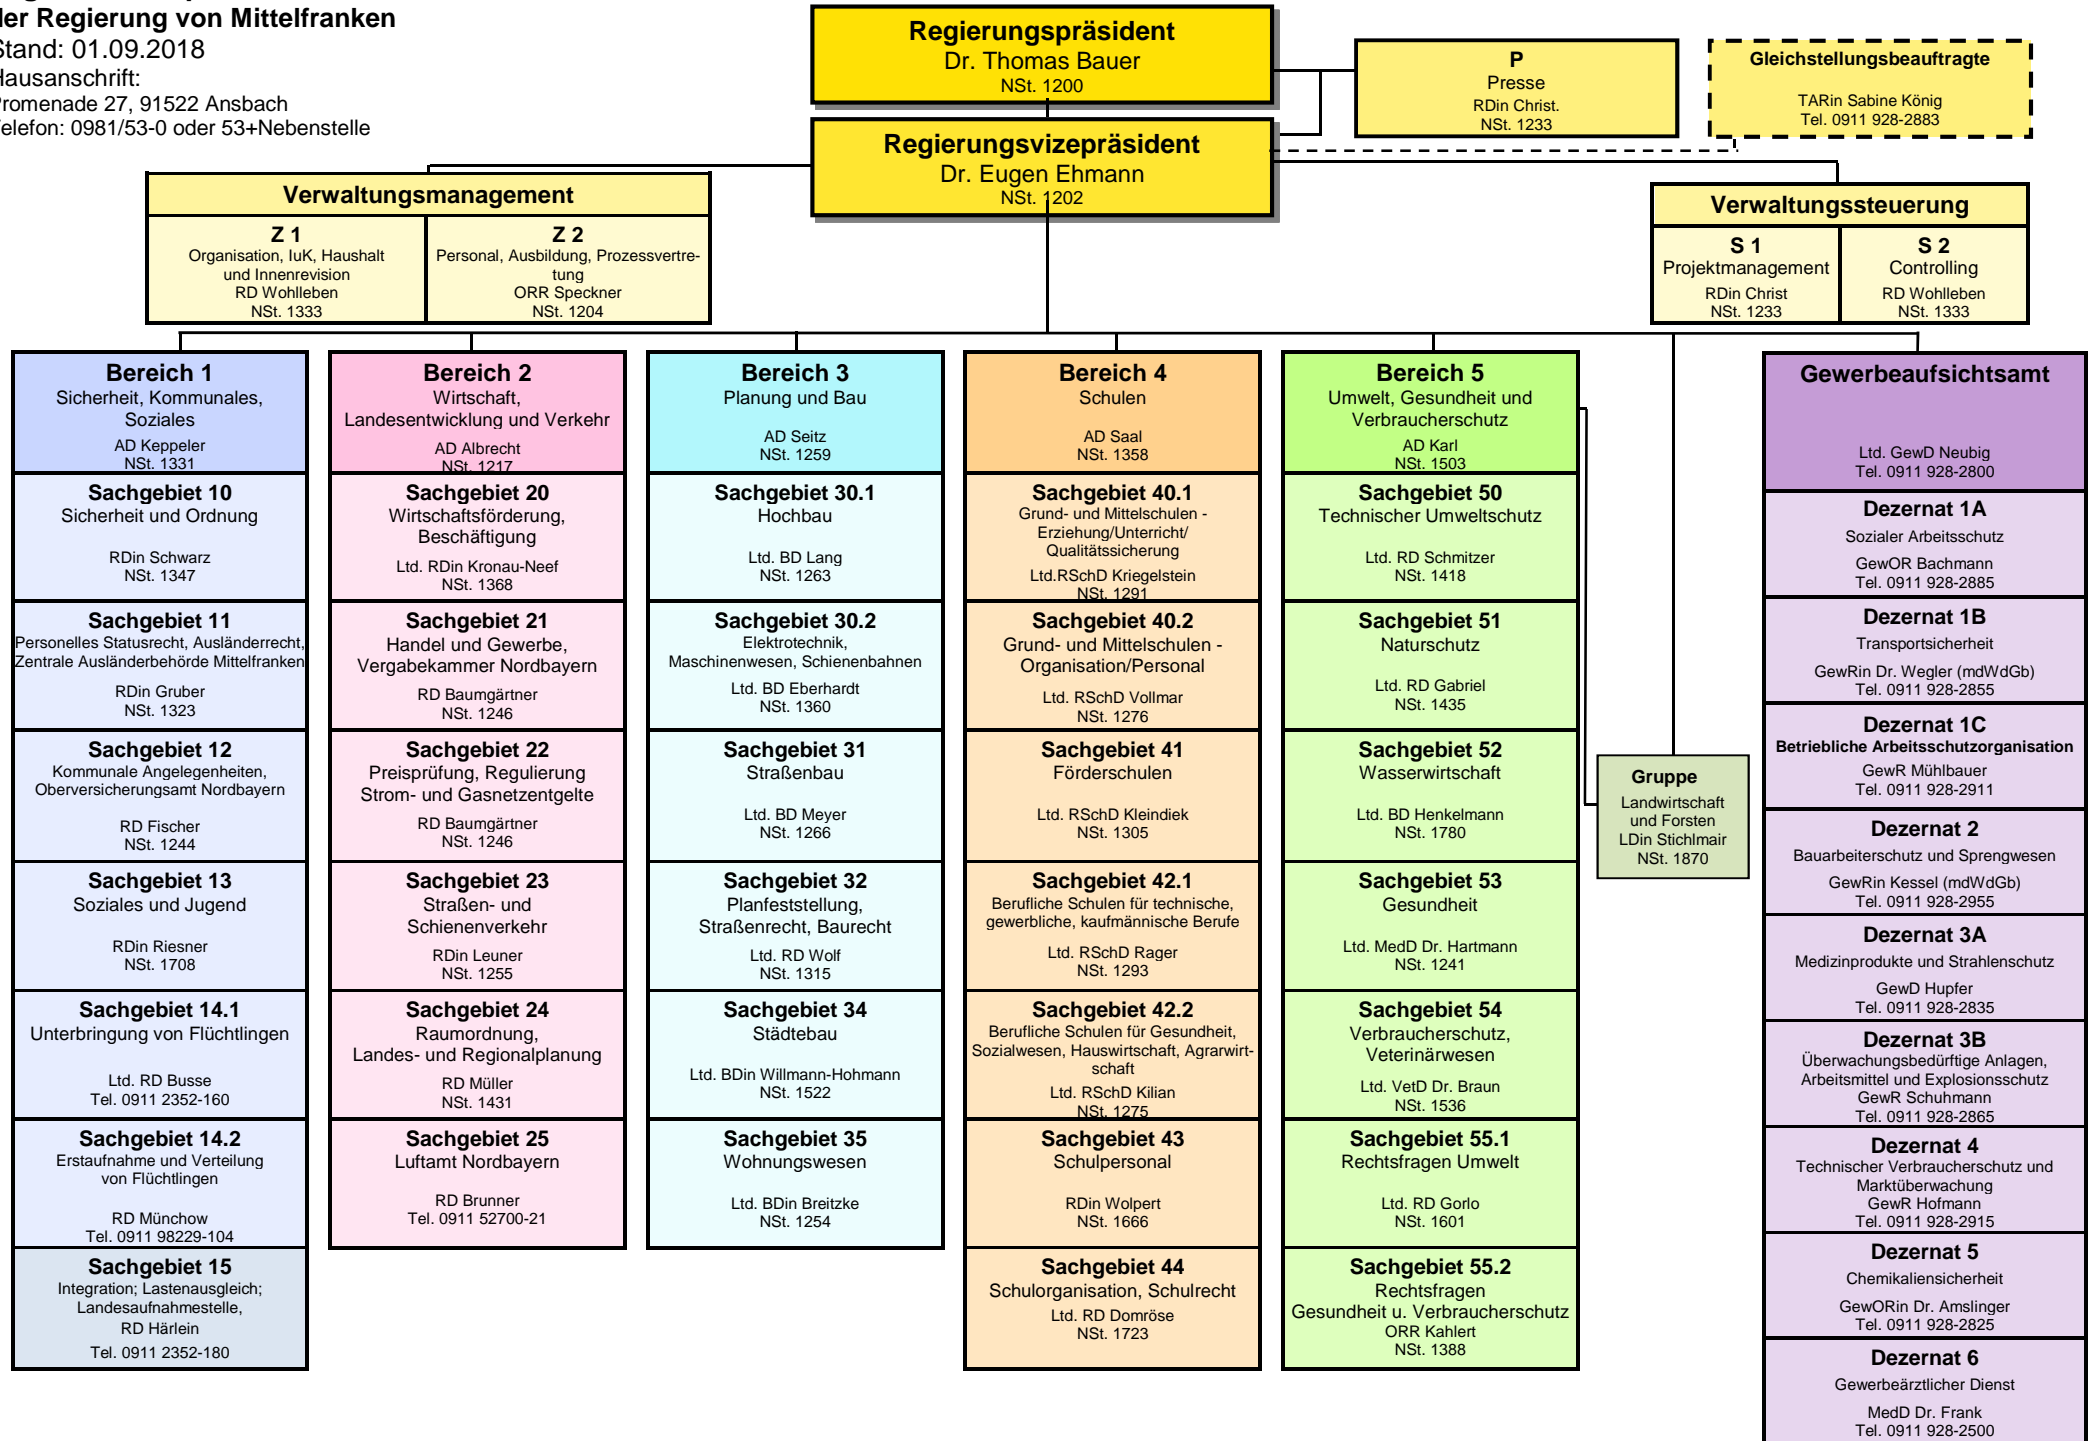 der Regierung von Mittelfranken
Stand: 01.09.2018
Hausanschrift:
Promenade 27, 91522 Ansbach
Telefon: 0981/53-0 oder 53+Nebenstelle
Regierungspräsident
Dr. Thomas Bauer
NSt. 1200
P
Presse
RDin Christ.
NSt. 1233
Gleichstellungsbeauftragte
TARin Sabine König
Tel. 0911 928-2883
Regierungsvizepräsident
Dr. Eugen Ehmann
NSt. 1202
Verwaltungsmanagement
Z 1
Organisation, IuK, Haushalt
und Innenrevision
RD Wohlleben
NSt. 1333
Z 2
Personal, Ausbildung, Prozessvertre-
tung
ORR Speckner
NSt. 1204
Verwaltungssteuerung
S 1
Projektmanagement
RDin Christ
NSt. 1233
S 2
Controlling
RD Wohlleben
NSt. 1333
Bereich 1
Sicherheit, Kommunales,
Soziales
AD Keppeler
NSt. 1331
Sachgebiet 10
Sicherheit und Ordnung
RDin Schwarz
NSt. 1347
Sachgebiet 11
Personelles Statusrecht, Ausländerrecht,
Zentrale Ausländerbehörde Mittelfranken
RDin Gruber
NSt. 1323
Sachgebiet 12
Kommunale Angelegenheiten,
Oberversicherungsamt Nordbayern
RD Fischer
NSt. 1244
Sachgebiet 13
Soziales und Jugend
RDin Riesner
NSt. 1708
Sachgebiet 14.1
Unterbringung von Flüchtlingen
Ltd. RD Busse
Tel. 0911 2352-160
Sachgebiet 14.2
Erstaufnahme und Verteilung
von Flüchtlingen
RD Münchow
Tel. 0911 98229-104
Sachgebiet 15
Integration; Lastenausgleich;
Landesaufnahmestelle,
RD Härlein
Tel. 0911 2352-180
Bereich 2
Wirtschaft,
Landesentwicklung und Verkehr
AD Albrecht
NSt. 1217
Sachgebiet 20
Wirtschaftsförderung,
Beschäftigung
Ltd. RDin Kronau-Neef
NSt. 1368
Sachgebiet 21
Handel und Gewerbe,
Vergabekammer Nordbayern
RD Baumgärtner
NSt. 1246
Sachgebiet 22
Preisprüfung, Regulierung
Strom- und Gasnetzentgelte
RD Baumgärtner
NSt. 1246
Sachgebiet 23
Straßen- und
Schienenverkehr
RDin Leuner
NSt. 1255
Sachgebiet 24
Raumordnung,
Landes- und Regionalplanung
RD Müller
NSt. 1431
Sachgebiet 25
Luftamt Nordbayern
RD Brunner
Tel. 0911 52700-21
Bereich 3
Planung und Bau
AD Seitz
NSt. 1259
Sachgebiet 30.1
Hochbau
Ltd. BD Lang
NSt. 1263
Sachgebiet 30.2
Elektrotechnik,
Maschinenwesen, Schienenbahnen
Ltd. BD Eberhardt
NSt. 1360
Sachgebiet 31
Straßenbau
Ltd. BD Meyer
NSt. 1266
Sachgebiet 32
Planfeststellung,
Straßenrecht, Baurecht
Ltd. RD Wolf
NSt. 1315
Sachgebiet 34
Städtebau
Ltd. BDin Willmann-Hohmann
NSt. 1522
Sachgebiet 35
Wohnungswesen
Ltd. BDin Breitzke
NSt. 1254
Bereich 4
Schulen
AD Saal
NSt. 1358
Sachgebiet 40.1
Grund- und Mittelschulen -
Erziehung/Unterricht/
Qualitätssicherung
Ltd.RSchD Kriegelstein
NSt. 1291
Sachgebiet 40.2
Grund- und Mittelschulen -
Organisation/Personal
Ltd. RSchD Vollmar
NSt. 1276
Sachgebiet 41
Förderschulen
Ltd. RSchD Kleindiek
NSt. 1305
Sachgebiet 42.1
Berufliche Schulen für technische,
gewerbliche, kaufmännische Berufe
Ltd. RSchD Rager
NSt. 1293
Sachgebiet 42.2
Berufliche Schulen für Gesundheit,
Sozialwesen, Hauswirtschaft, Agrarwirt-
schaft
Ltd. RSchD Kilian
NSt. 1275
Sachgebiet 43
Schulpersonal
RDin Wolpert
NSt. 1666
Sachgebiet 44
Schulorganisation, Schulrecht
Ltd. RD Domröse
NSt. 1723
Bereich 5
Umwelt, Gesundheit und
Verbraucherschutz
AD Karl
NSt. 1503
Sachgebiet 50
Technischer Umweltschutz
Ltd. RD Schmitzer
NSt. 1418
Sachgebiet 51
Naturschutz
Ltd. RD Gabriel
NSt. 1435
Sachgebiet 52
Wasserwirtschaft
Ltd. BD Henkelmann
NSt. 1780
Sachgebiet 53
Gesundheit
Ltd. MedD Dr. Hartmann
NSt. 1241
Sachgebiet 54
Verbraucherschutz,
Veterinärwesen
Ltd. VetD Dr. Braun
NSt. 1536
Sachgebiet 55.1
Rechtsfragen Umwelt
Ltd. RD Gorlo
NSt. 1601
Sachgebiet 55.2
Rechtsfragen
Gesundheit u. Verbraucherschutz
ORR Kahlert
NSt. 1388
Gruppe
Landwirtschaft
und Forsten
LDin Stichlmair
NSt. 1870
Gewerbeaufsichtsamt
Ltd. GewD Neubig
Tel. 0911 928-2800
Dezernat 1A
Sozialer Arbeitsschutz
GewOR Bachmann
Tel. 0911 928-2885
Dezernat 1B
Transportsicherheit
GewRin Dr. Wegler (mdWdGb)
Tel. 0911 928-2855
Dezernat 1C
Betriebliche Arbeitsschutzorganisation
GewR Mühlbauer
Tel. 0911 928-2911
Dezernat 2
Bauarbeiterschutz und Sprengwesen
GewRin Kessel (mdWdGb)
Tel. 0911 928-2955
Dezernat 3A
Medizinprodukte und Strahlenschutz
GewD Hupfer
Tel. 0911 928-2835
Dezernat 3B
Überwachungsbedürftige Anlagen,
Arbeitsmittel und Explosionsschutz
GewR Schuhmann
Tel. 0911 928-2865
Dezernat 4
Technischer Verbraucherschutz und
Marktüberwachung
GewR Hofmann
Tel. 0911 928-2915
Dezernat 5
Chemikaliensicherheit
GewORin Dr. Amslinger
Tel. 0911 928-2825
Dezernat 6
Gewerbeärztlicher Dienst
MedD Dr. Frank
Tel. 0911 928-2500